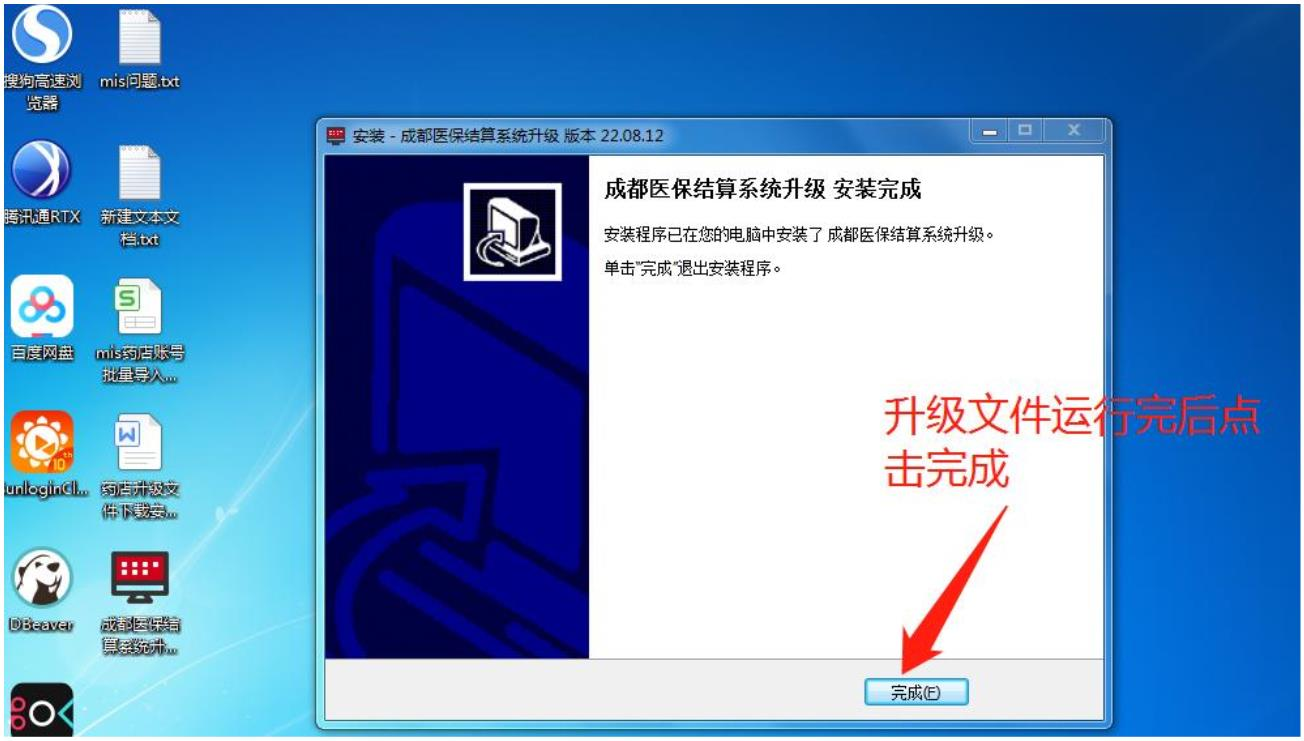 搜狗高速浏
览器
mis问题.txt
腾讯通RTX
新建文本文
档.txt
百度网盘
mis药店账号
批量导入...
unloginCli...
药店升级文
件下载安...
DBeaver
成都医保结
算系统升...
安装 - 成都医保结算系统升级 版本 22.08.12
成都医保结算系统升级 安装完成
安装程序已在您的电脑中安装了 成都医保结算系统升级。
单击"完成"退出安装程序。
升级文件运行完后点
击完成
完成(F)